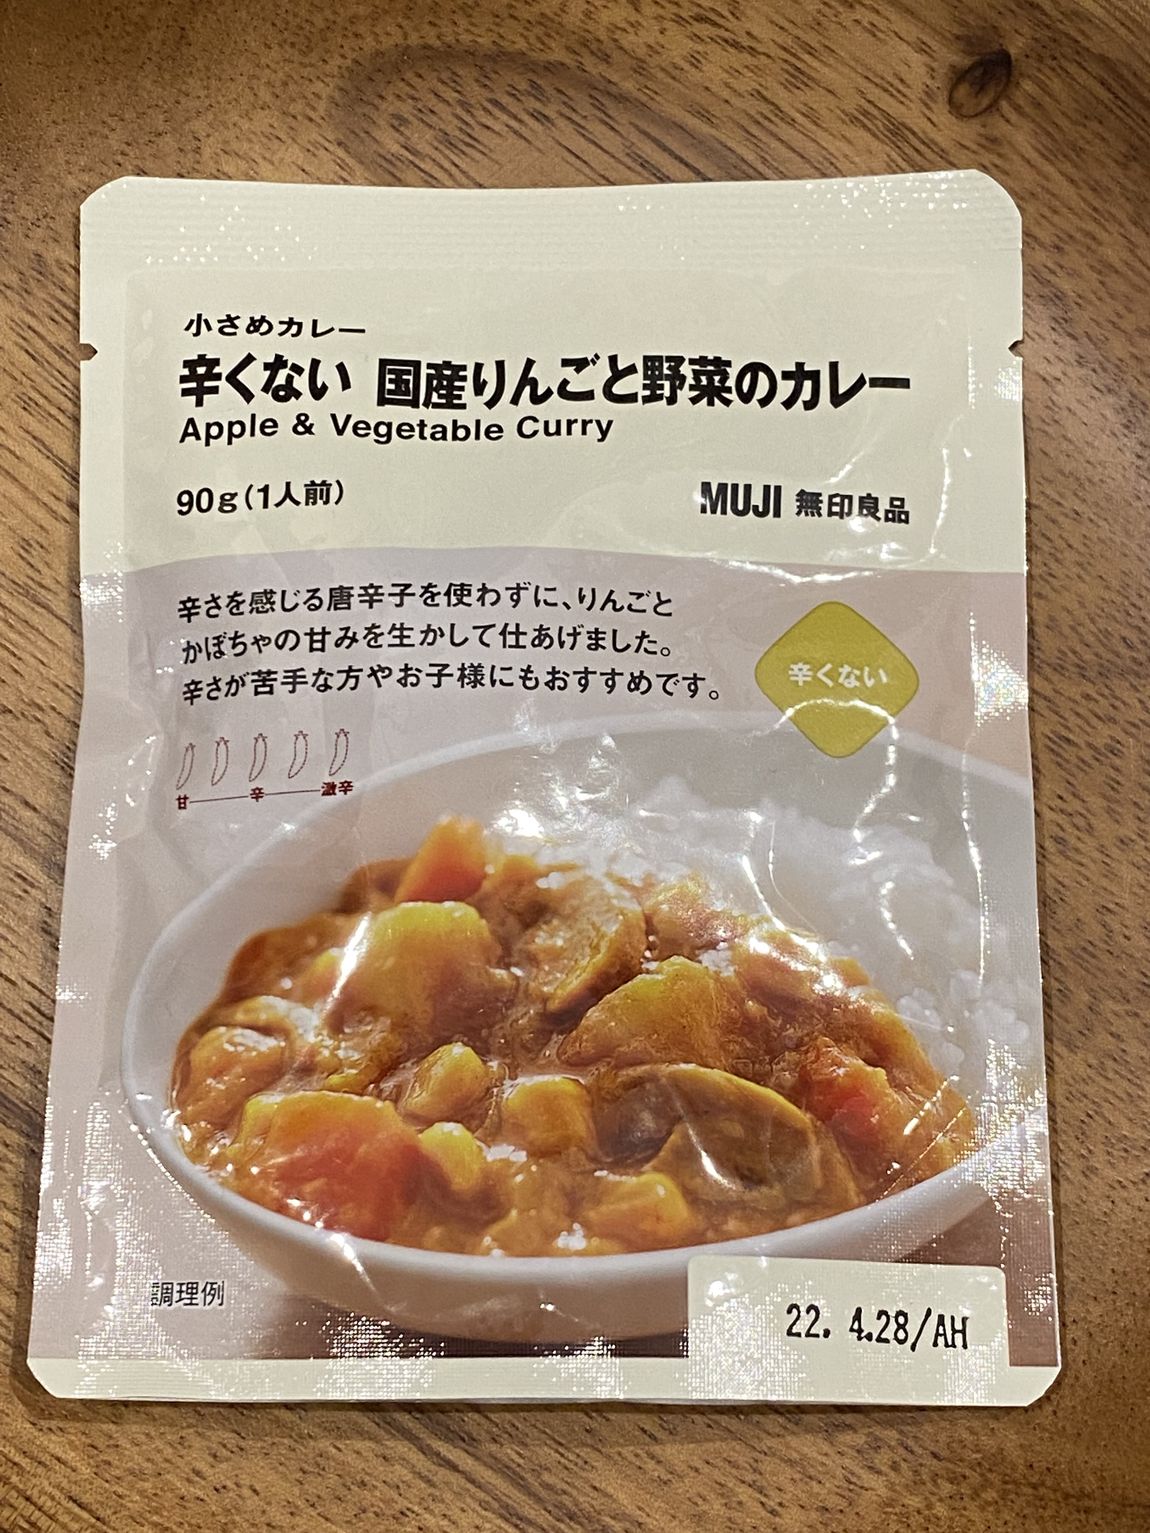 小さめカレー
辛くない 国産りんごと野菜のカレー
Apple & Vegetable Curry
90g(1人前)
MUJI 無印良品
辛さを感じる唐辛子を使わずに、りんごと
かぼちゃの甘みを生かして仕あげました。
辛さが苦手な方やお子様にもおすすめです。
辛くない
甘 辛 激辛
調理例
22. 4.28/AH